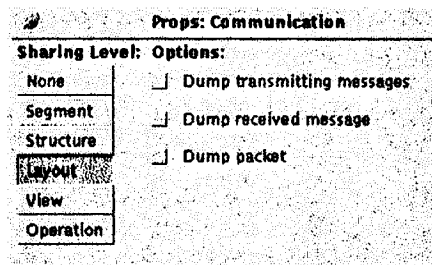 Props: Communication
Sharing Level: Options:
None
Segment
Structure
Layout
View
Operation
Dump transmitting messages
Dump received message
Dump packet